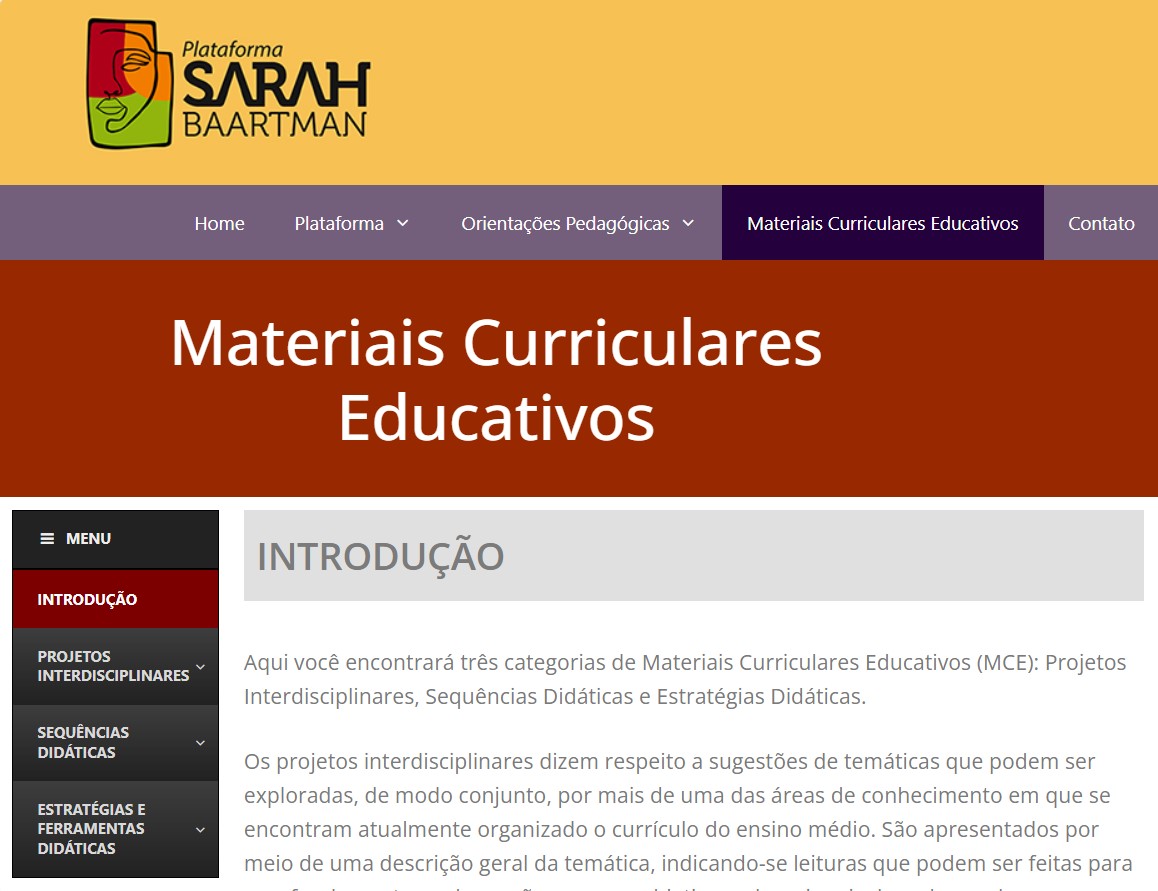 Plataforma
SARAH
BAARTMAN
Home
Plataforma
Orientações Pedagógicas
Materiais Curriculares Educativos
Contato
Materiais Curriculares
Educativos
MENU
INTRODUÇÃO
PROJETOS
INTERDISCIPLINARES
SEQUÊNCIAS
DIDÁTICAS
ESTRATÉGIAS E
FERRAMENTAS
DIDÁTICAS
INTRODUÇÃO
Aqui você encontrará três categorias de Materiais Curriculares Educativos (MCE): Projetos
Interdisciplinares, Sequências Didáticas e Estratégias Didáticas.
Os projetos interdisciplinares dizem respeito a sugestões de temáticas que podem ser
exploradas, de modo conjunto, por mais de uma das áreas de conhecimento em que se
encontram atualmente organizado o currículo do ensino médio. São apresentados por
meio de uma descrição geral da temática, indicando-se leituras que podem ser feitas para